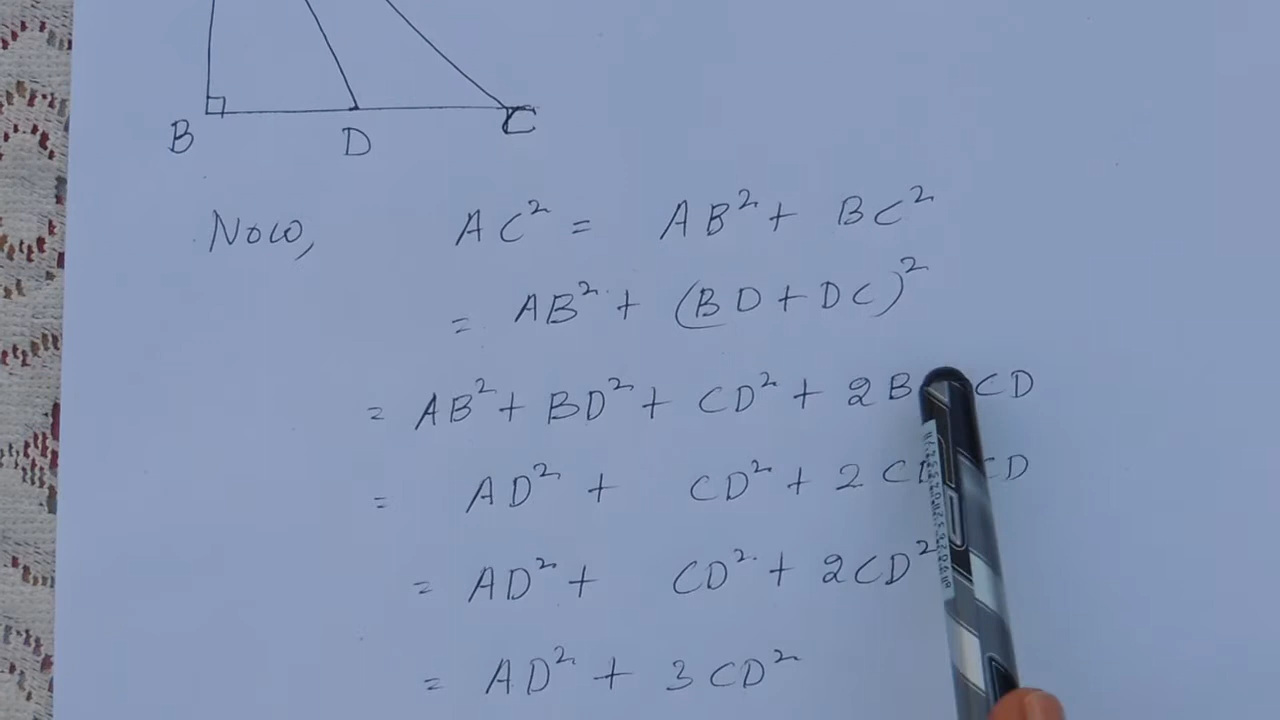 B D C
Now, AC² = AB² + BC²
= AB² + (BD + DC)²
= AB² + BD² + CD² + 2 B CD
= AD² + CD² + 2 C CD
= AD² + CD² + 2CD²
= AD² + 3CD²